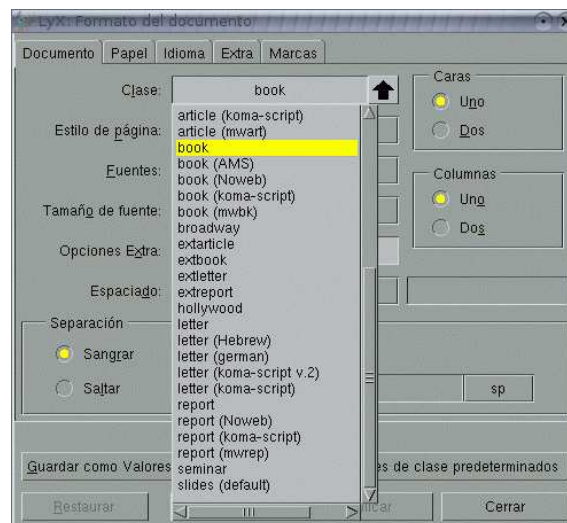 LyX: Formato del documento
Documento Papel Idioma Extra Marcas
Clase: book
Caras
Uno
Dos
Estilo de página:
Fuentes:
Tamaño de fuente:
Opciones Extra:
Espaciado:
article (koma-script)
article (mwart)
book
book (AMS)
book (Noweb)
book (koma-script)
book (mwbk)
broadway
extarticle
extbook
extletter
extreport
hollywood
letter
letter (Hebrew)
letter (german)
letter (koma-script v.2)
letter (koma-script)
report
report (Noweb)
report (koma-script)
report (mwrep)
seminar
slides (default)
Columnas
Uno
Dos
Separación
Sangrar
Saltar
sp
Guardar como Valores es de clase predeterminados
Restaurar Cerrar